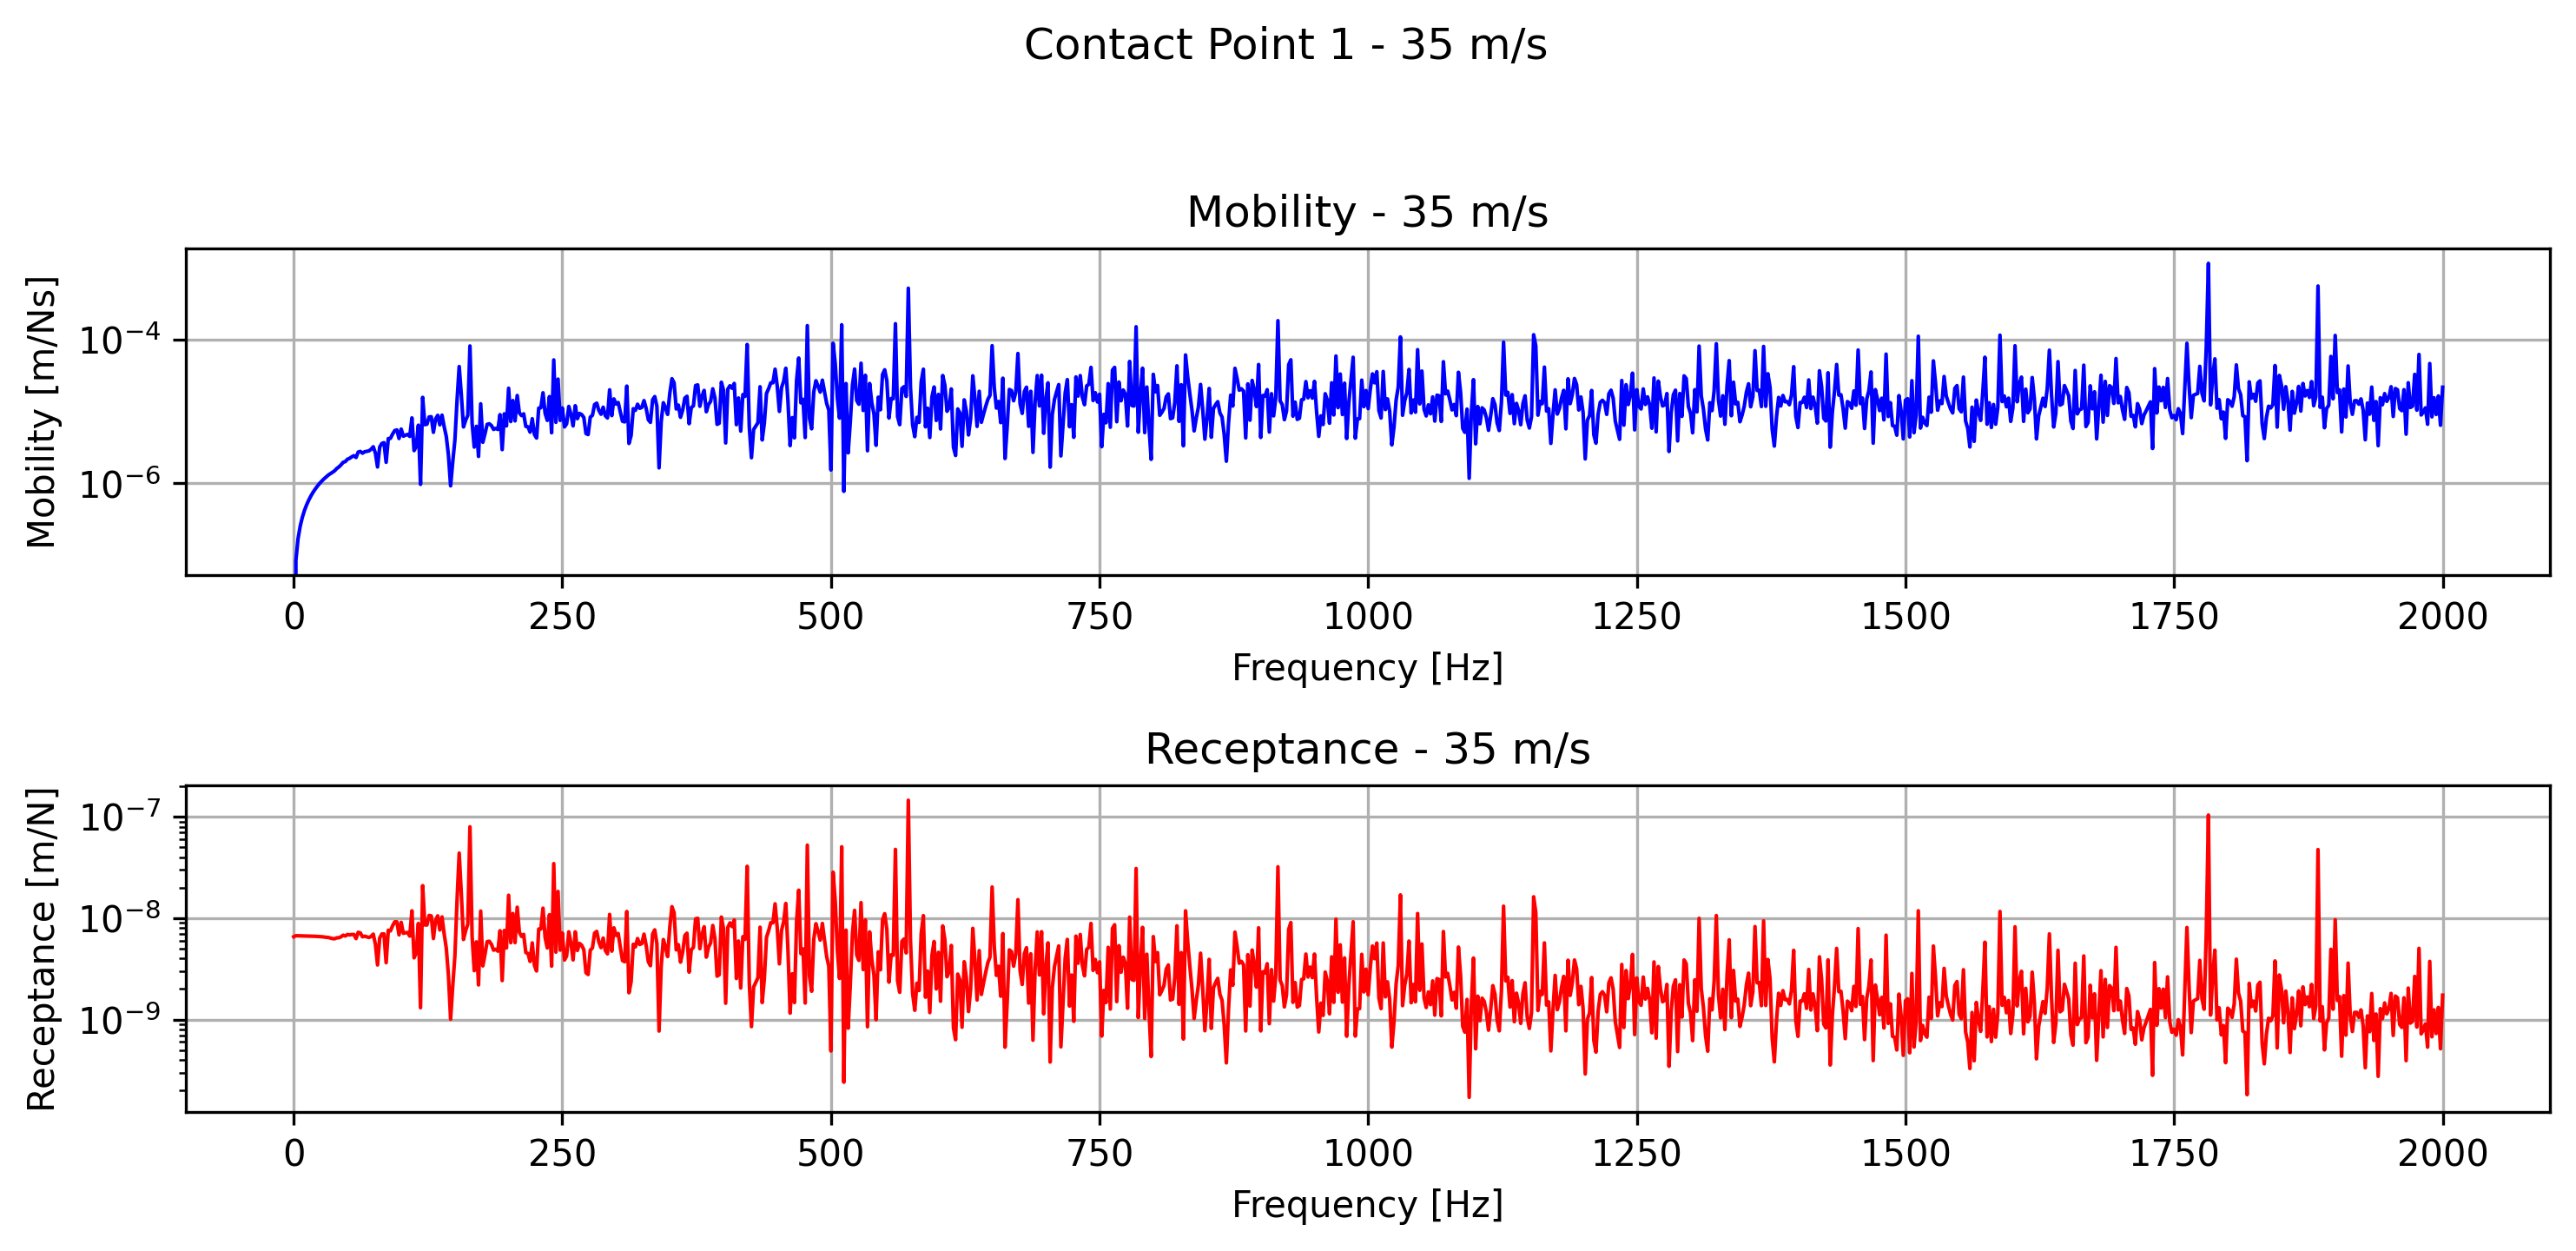 Contact Point 1 - 35 m/s
Mobility - 35 m/s
Mobility [m/Ns]
10⁻⁴
10⁻⁶
0 250 500 750 1000 1250 1500 1750 2000
Frequency [Hz]
Receptance - 35 m/s
Receptance [m/N]
10⁻⁷
10⁻⁸
10⁻⁹
0 250 500 750 1000 1250 1500 1750 2000
Frequency [Hz]